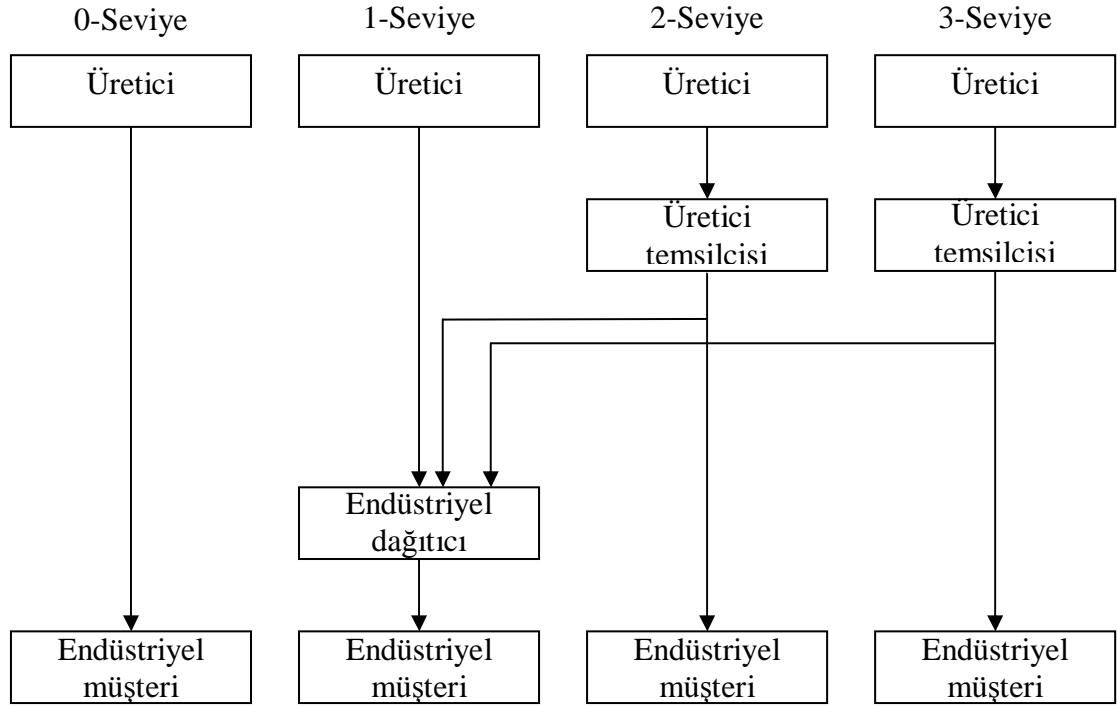 0-Seviye
1-Seviye
2-Seviye
3-Seviye
Üretici
Üretici
Üretici
Üretici
Üretici
temsilcisi
Üretici
temsilcisi
Endüstriyel
dağıtıcı
Endüstriyel
müşteri
Endüstriyel
müşteri
Endüstriyel
müşteri
Endüstriyel
müşteri